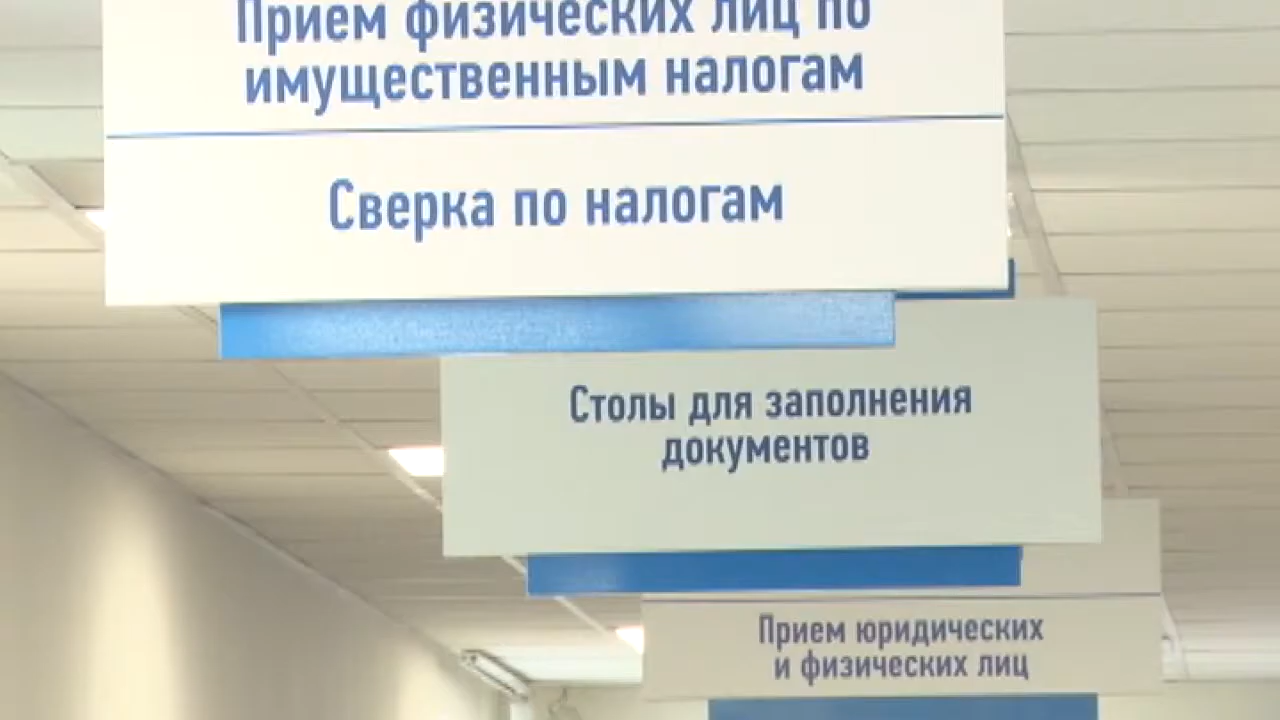 Прием физических лиц по
имущественным налогам
Сверка по налогам
Столы для заполнения
документов
Прием юридических
и физических лиц